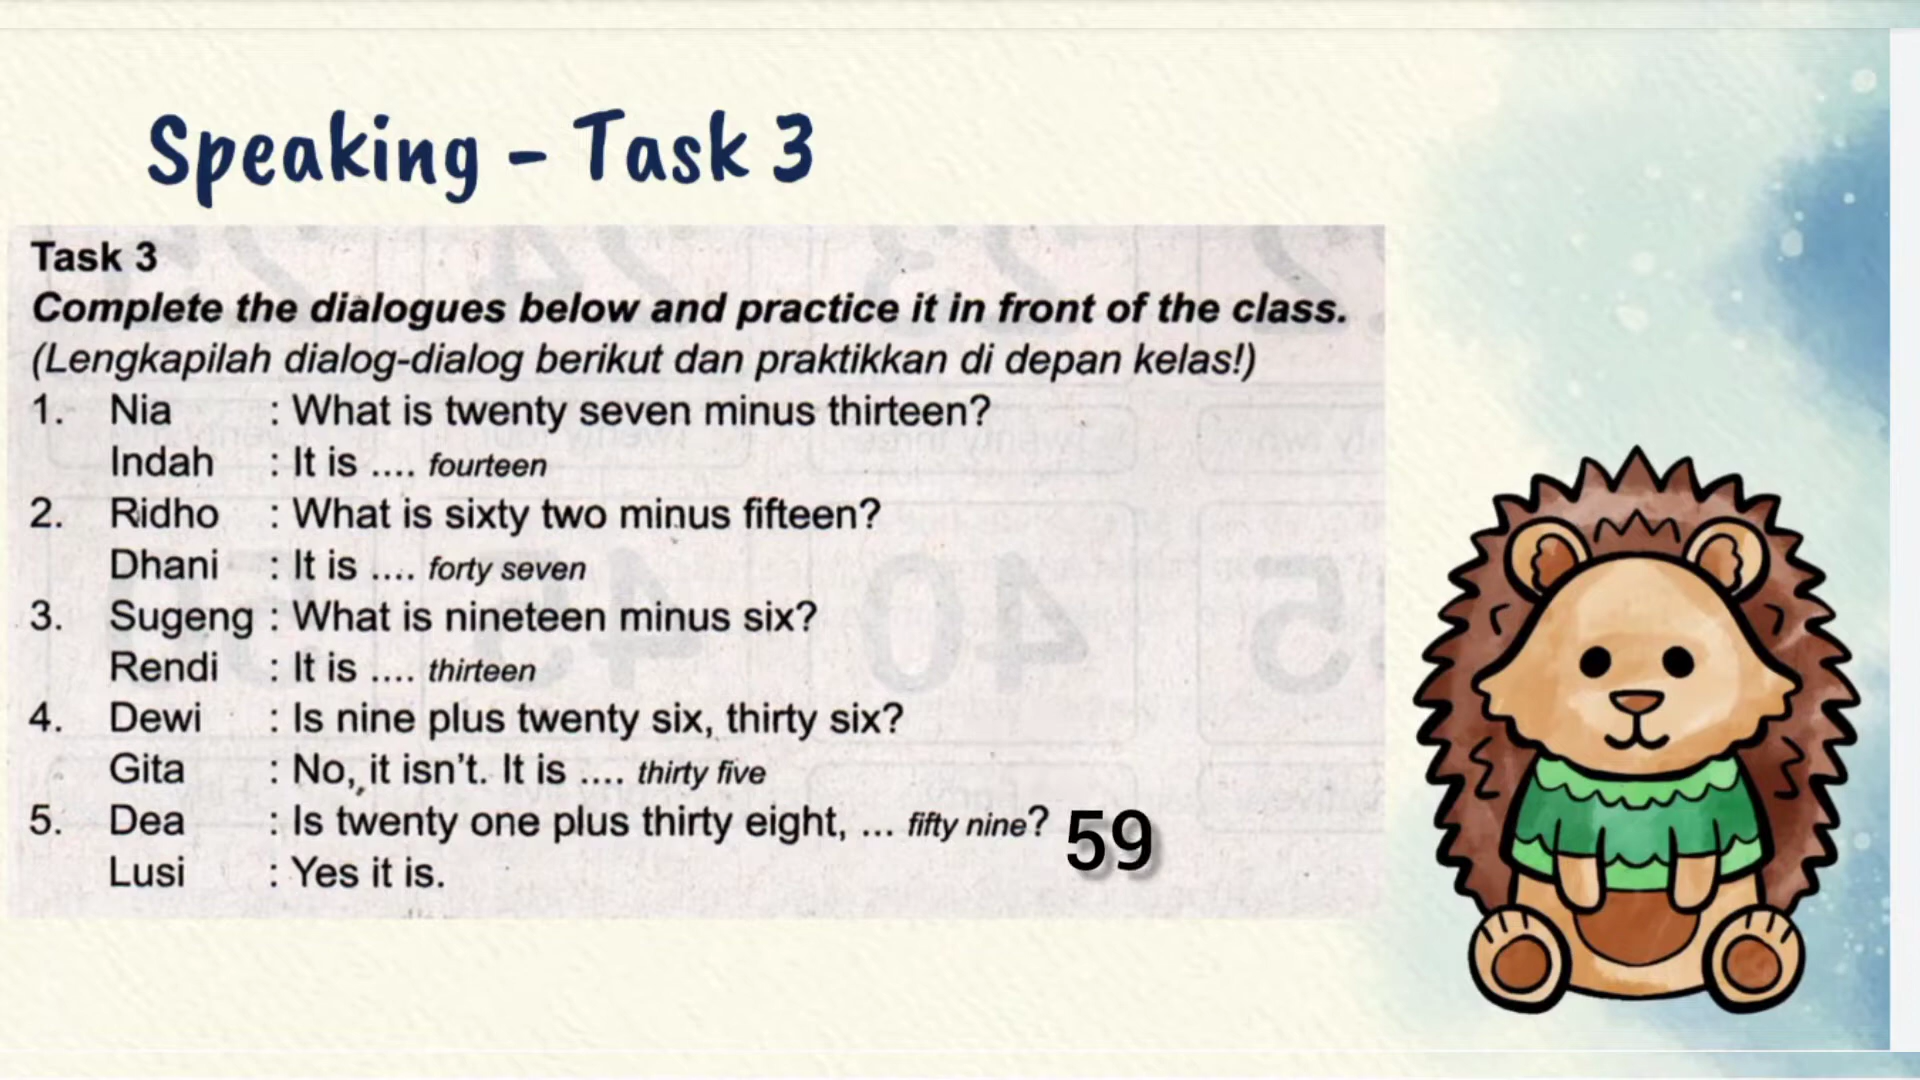 Speaking - Task 3
Task 3
Complete the dialogues below and practice it in front of the class.
(Lengkapilah dialog-dialog berikut dan praktikkan di depan kelas!)
1. Nia : What is twenty seven minus thirteen?
Indah : It is .... fourteen
2. Ridho : What is sixty two minus fifteen?
Dhani : It is .... forty seven
3. Sugeng : What is nineteen minus six?
Rendi : It is .... thirteen
4. Dewi : Is nine plus twenty six, thirty six?
Gita : No, it isn't. It is .... thirty five
5. Dea : Is twenty one plus thirty eight, ... fifty nine? 59
Lusi : Yes it is.